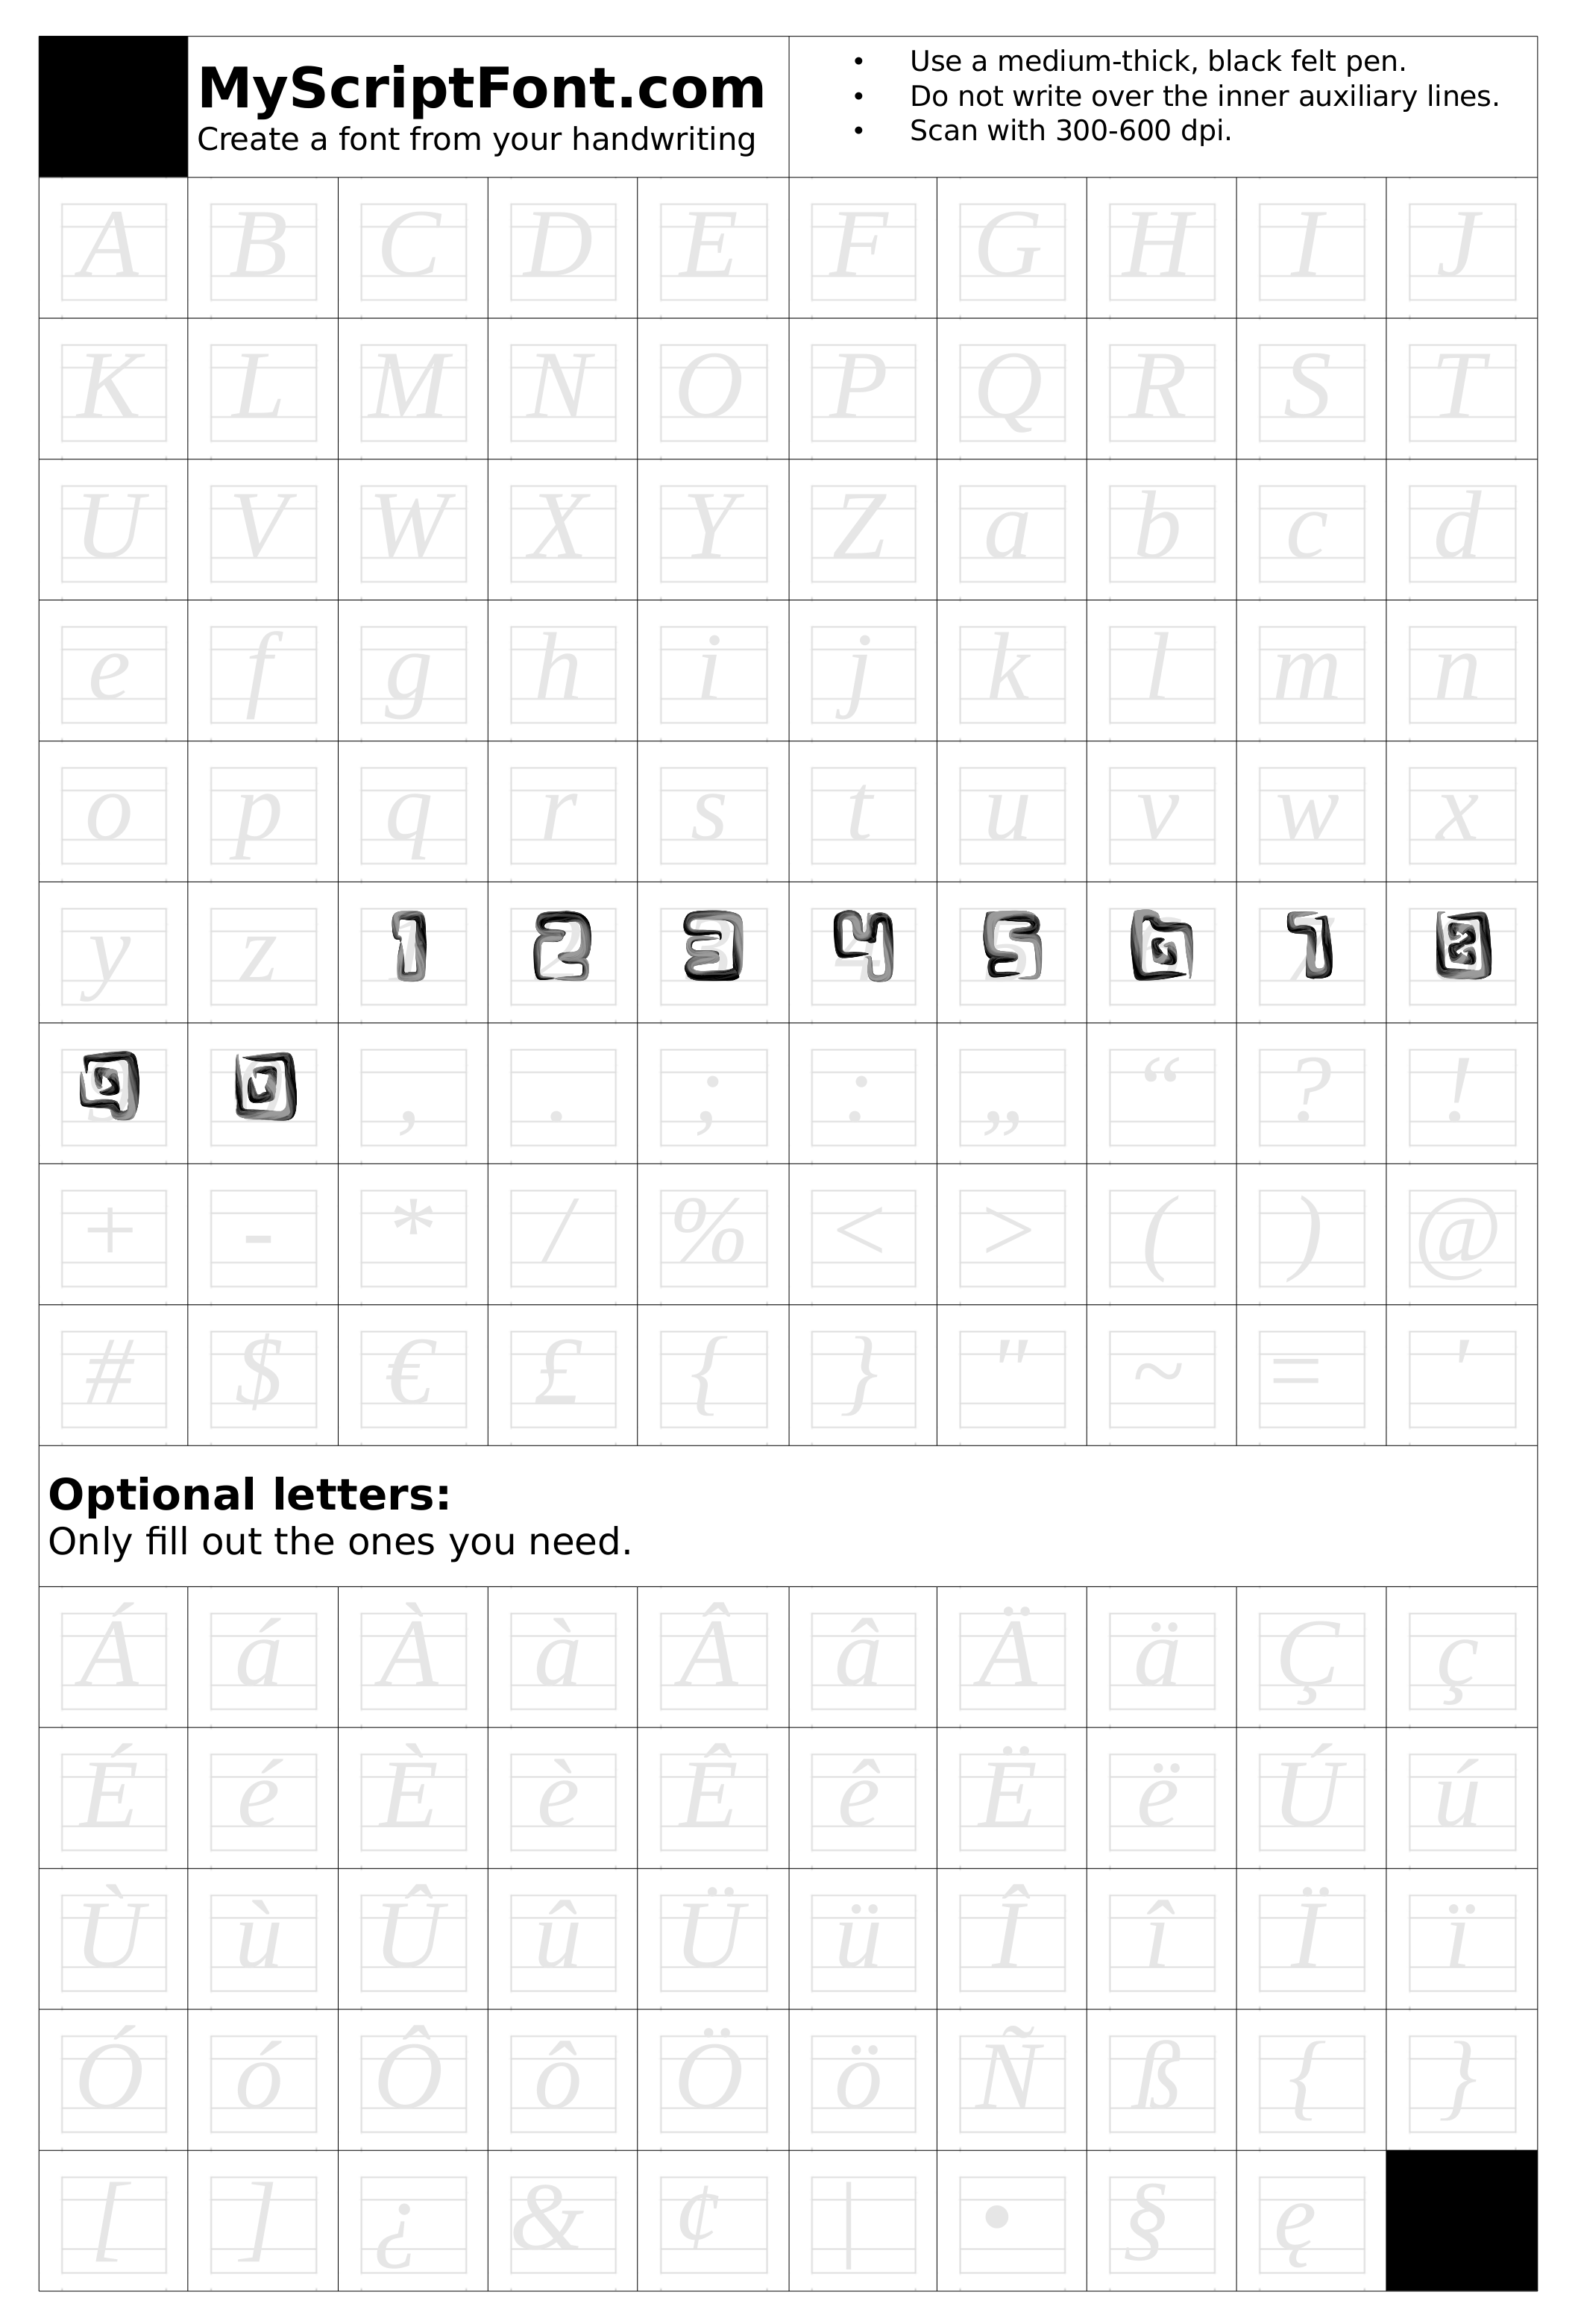 MyScriptFont.com
Create a font from your handwriting
• Use a medium-thick, black felt pen.
• Do not write over the inner auxiliary lines.
• Scan with 300-600 dpi.
A B C D E F G H I J
K L M N O P Q R S T
U V W X Y Z a b c d
e f g h i j k l m n
o p q r s t u v w x
y z 1 2 3 4 5 6 7 8
9 0 , . ; : „ “ ? !
+ - * / % < > ( ) @
# $ € £ { } " ~ = '
Optional letters:
Only fill out the ones you need.
Á á À à Â â Ä ä Ç ç
É é È è Ê ê Ë ë Ú ú
Ù ù Û û Ü ü Î î Ï ï
Ó ó Ô ô Ö ö Ñ ß { }
[ ] ¿ & ¢ | • § ę